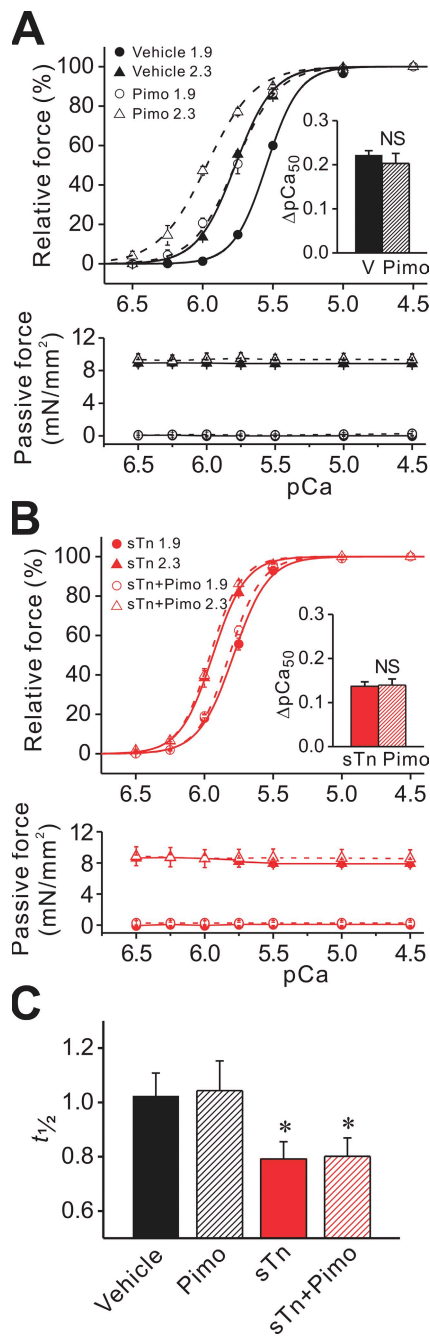 A
Vehicle 1.9
Vehicle 2.3
Pimo 1.9
Pimo 2.3
Relative force (%)
100
80
60
40
20
0
6.5 6.0 5.5 5.0 4.5
NS
ΔpCa50
0.3
0.2
0.1
0.0
V Pimo
Passive force
(mN/mm²)
12
8
4
0
6.5 6.0 5.5 5.0 4.5
pCa
B
sTn 1.9
sTn 2.3
sTn+Pimo 1.9
sTn+Pimo 2.3
Relative force (%)
100
80
60
40
20
0
6.5 6.0 5.5 5.0 4.5
NS
ΔpCa50
0.3
0.2
0.1
0.0
sTn Pimo
Passive force
(mN/mm²)
12
8
4
0
6.5 6.0 5.5 5.0 4.5
pCa
C
t½
1.2
1.0
0.8
0.6
* *
Vehicle
Pimo
sTn
sTn+Pimo